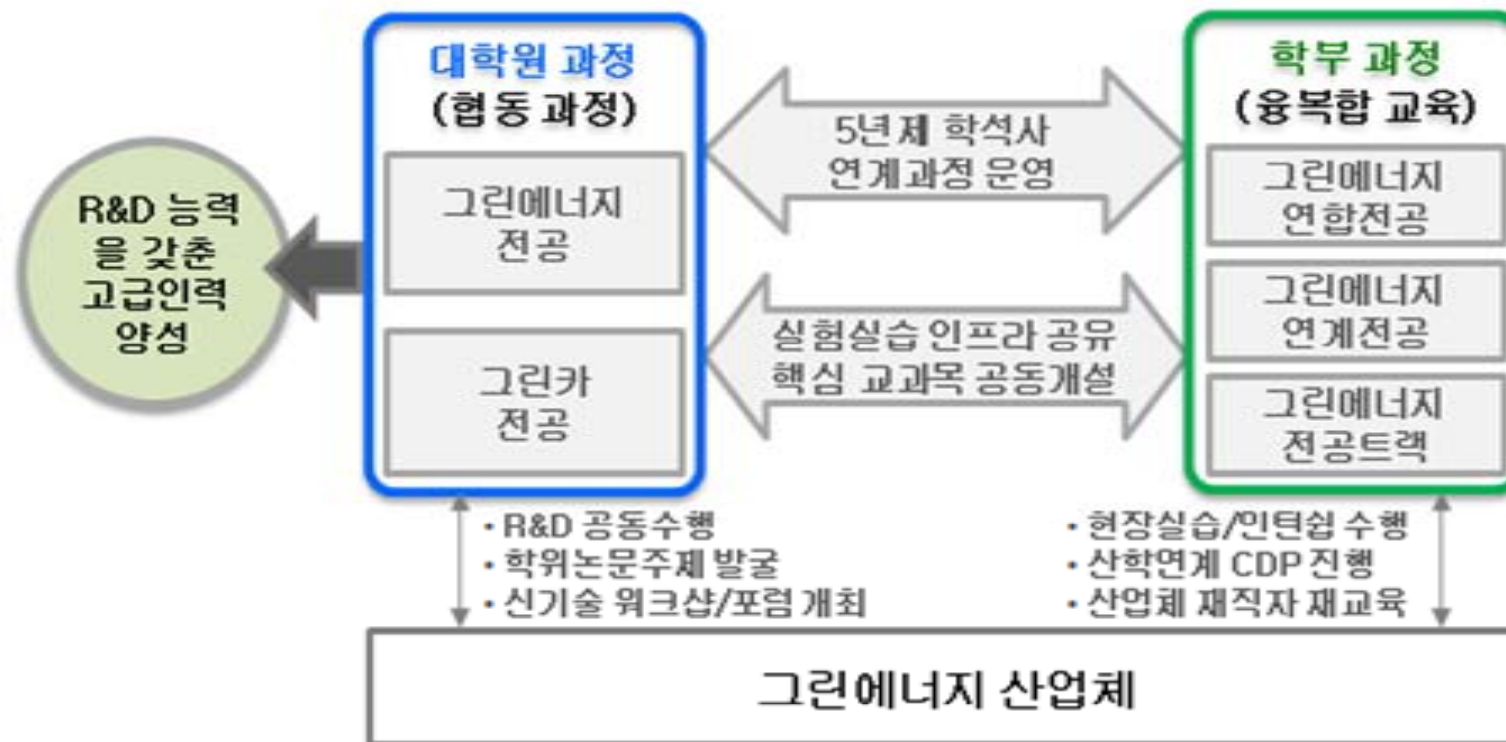 대학원 과정
(협동 과정)
그린에너지
전공
그린카
전공
R&D 능력
을 갖춘
고급인력
양성
5년제 학석사
연계과정 운영
실험실습 인프라 공유
핵심 교과목 공동개설
학부 과정
(융복합 교육)
그린에너지
연합전공
그린에너지
연계전공
그린에너지
전공트랙
• R&D 공동수행
• 학위논문주제 발굴
• 신기술 워크샵/포럼 개최
• 현장실습/인턴쉽 수행
• 산학연계 CDP 진행
• 산업체 재직자 재교육
그린에너지 산업체